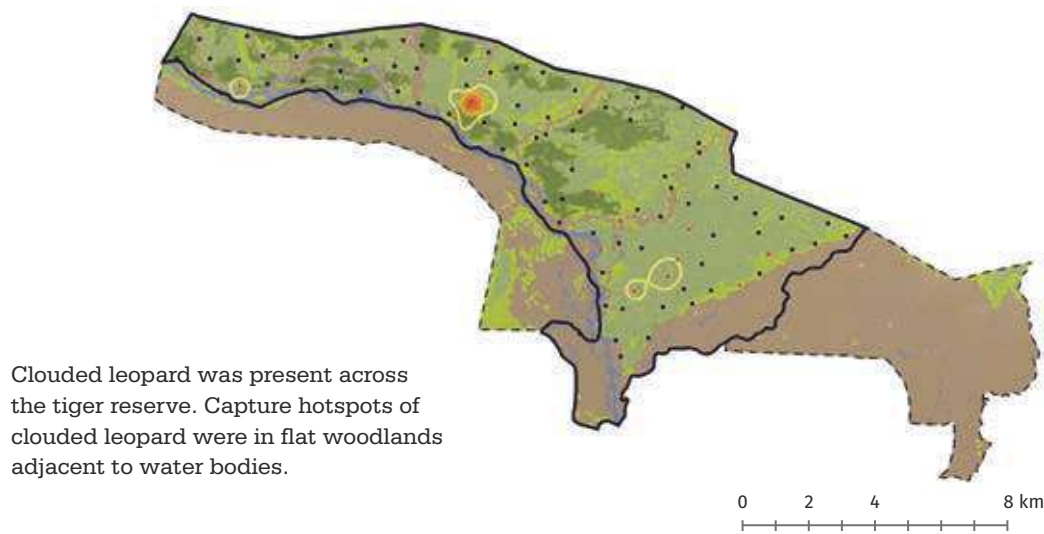 Clouded leopard was present across
the tiger reserve. Capture hotspots of
clouded leopard were in flat woodlands
adjacent to water bodies.
0 2 4 8 km